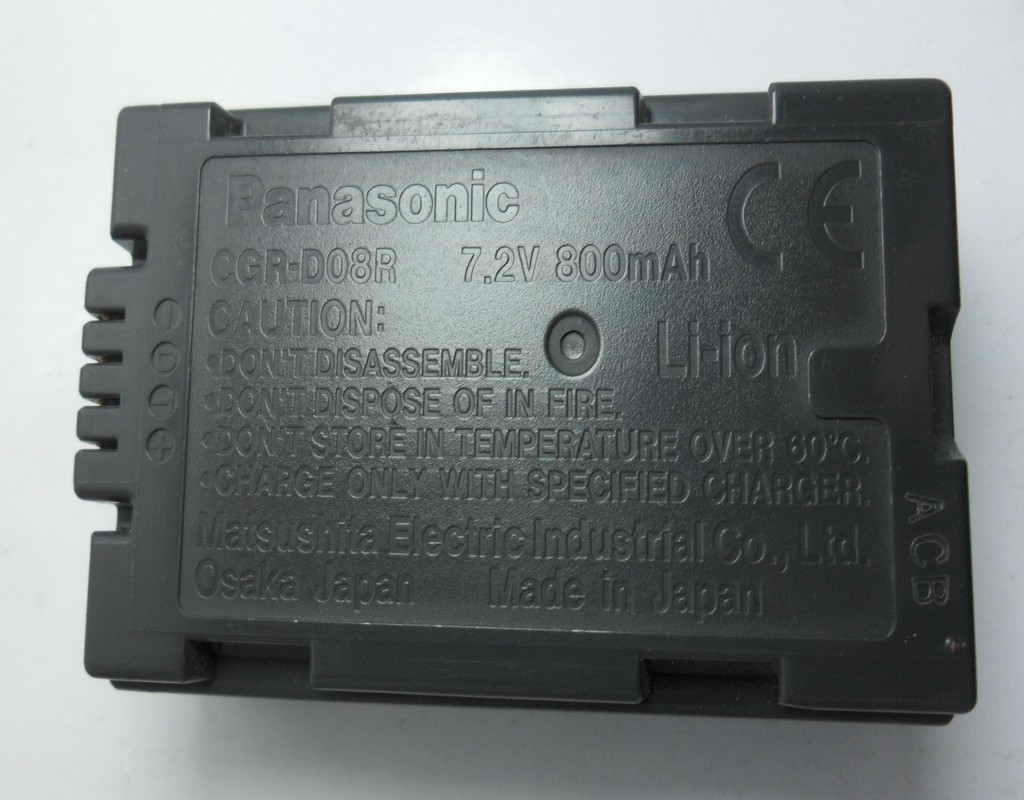 Panasonic
CE
CGR-D08R 7.2V 800mAh
CAUTION:
Li-ion
•DON'T DISASSEMBLE.
•DON'T DISPOSE OF IN FIRE.
•DON'T STORE IN TEMPERATURE OVER 60°C.
•CHARGE ONLY WITH SPECIFIED CHARGER.
Matsushita Electric Industrial Co., Ltd.
Osaka Japan Made in Japan
− D T +
ACB